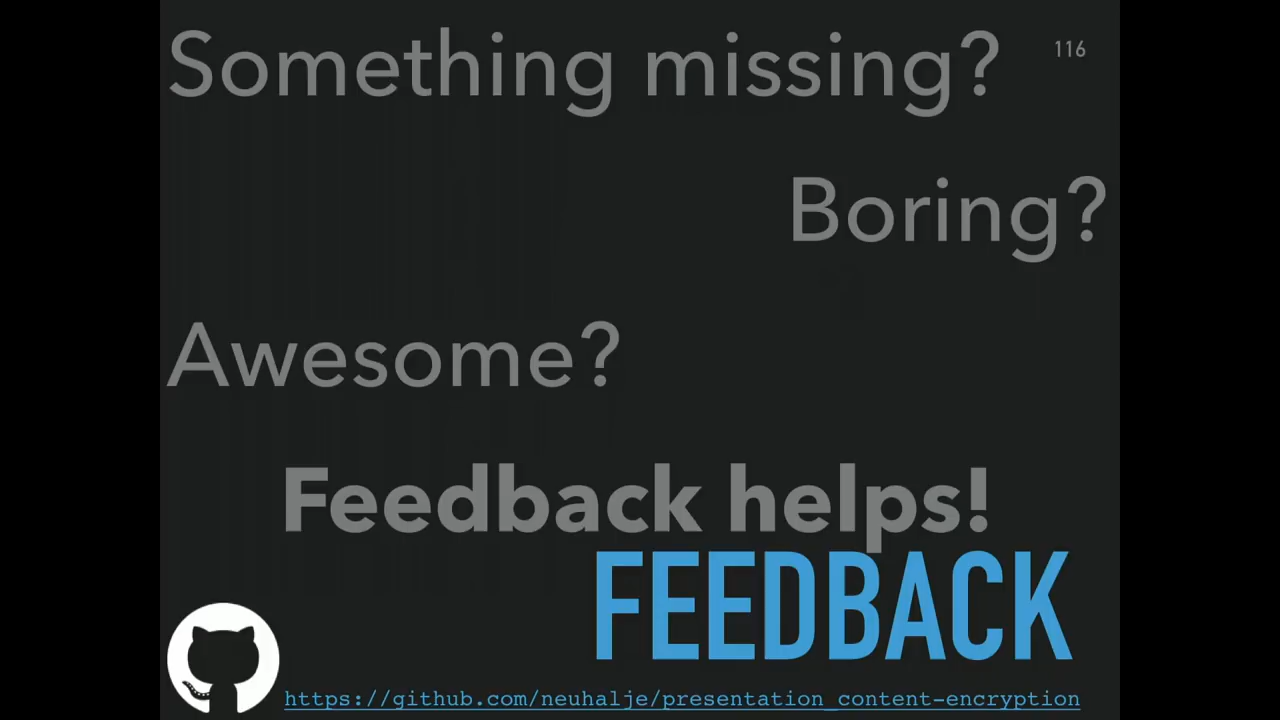 Something missing?
116
Boring?
Awesome?
Feedback helps!
FEEDBACK
https://github.com/neuhalje/presentation_content-encryption